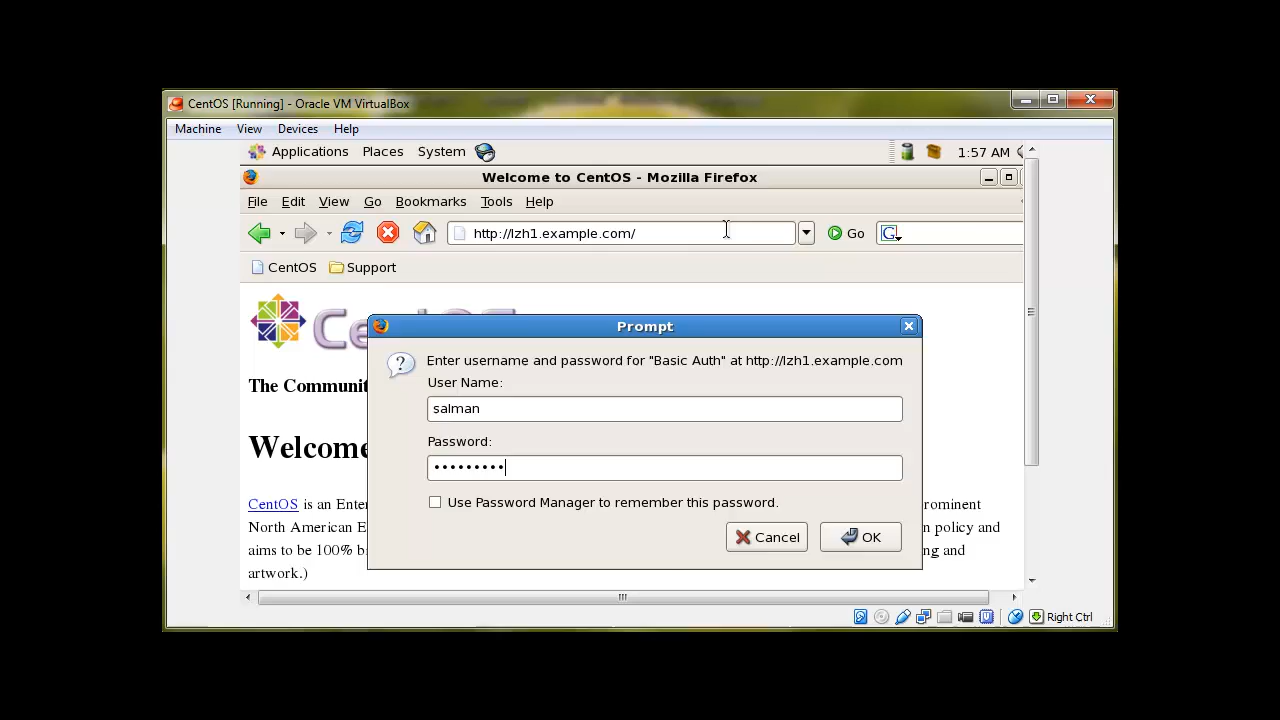 CentOS [Running] - Oracle VM VirtualBox
Machine View Devices Help
Applications Places System 1:57 AM
Welcome to CentOS - Mozilla Firefox
File Edit View Go Bookmarks Tools Help
http://lzh1.example.com/ Go G
CentOS Support
Prompt
Enter username and password for "Basic Auth" at http://lzh1.example.com
User Name:
The Communit
salman
Password:
Welcome
•••••••••
Use Password Manager to remember this password.
CentOS is an Enter rominent
North American E n policy and
Cancel OK
aims to be 100% b ng and
artwork.)
Right Ctrl